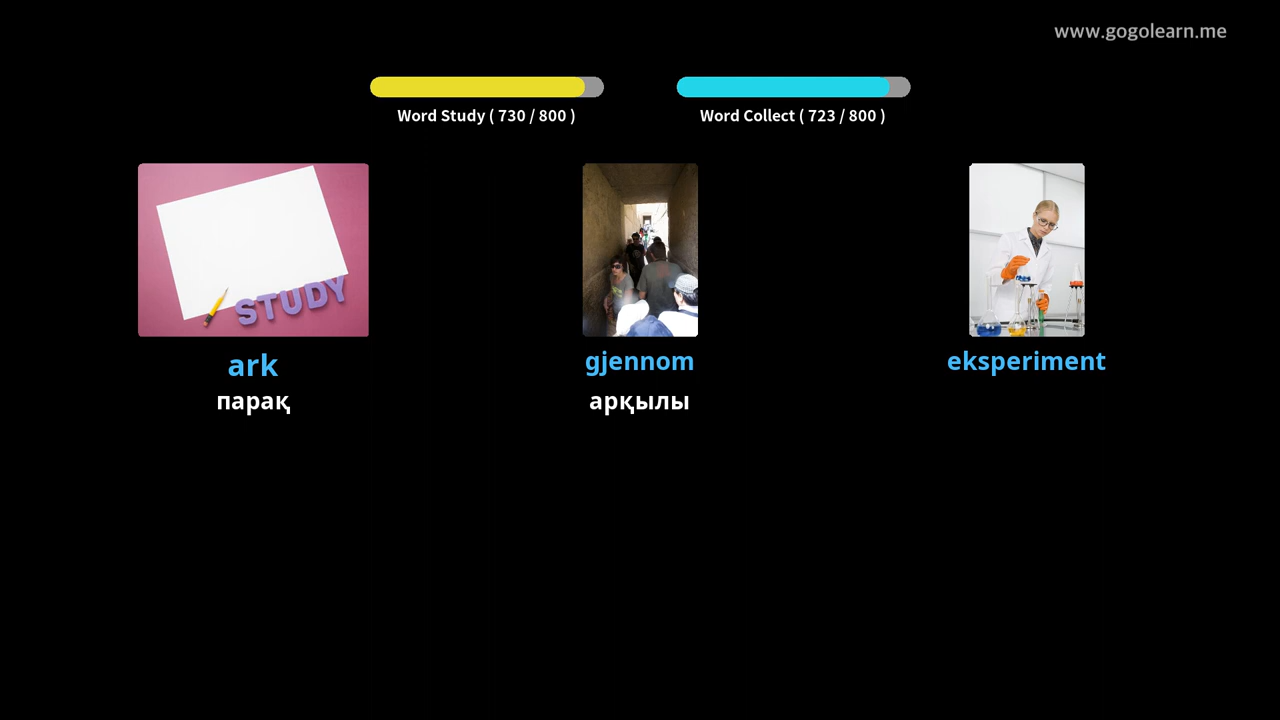 www.gogolearn.me
Word Study ( 730 / 800 )
Word Collect ( 723 / 800 )
STUDY
ark
gjennom
eksperiment
парақ
арқылы